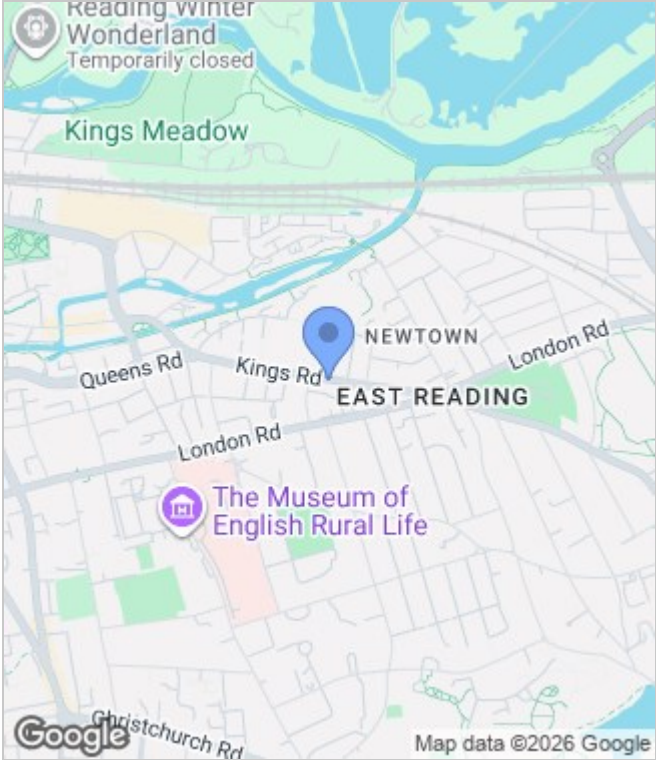 Reading Winter
Wonderland
Temporarily closed
Kings Meadow
NEWTOWN
London Rd
Queens Rd
Kings Rd
EAST READING
London Rd
The Museum of
English Rural Life
Christchurch Rd
Google
Map data ©2026 Google